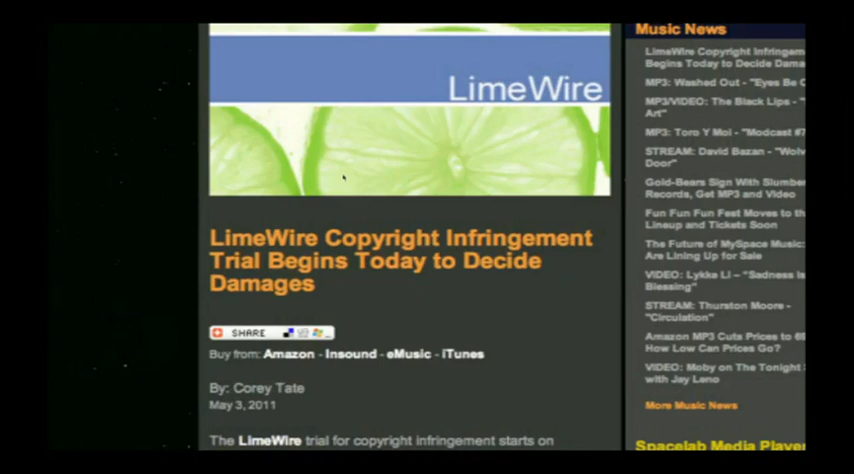 LimeWire
LimeWire Copyright Infringement
Trial Begins Today to Decide
Damages
SHARE
Buy from: Amazon - Insound - eMusic - iTunes
By: Corey Tate
May 3, 2011
The LimeWire trial for copyright infringement starts on
Music News
LimeWire Copyright
Begins Today to Decide
MP3: Washed Out - "Eyes Be
MP3/VIDEO: The Black Lips - "
Art"
MP3: Toro Y Moi - "Modcast #7
STREAM: David Bazan -
Door"
Gold-Bears Sign With
Records, Get MP3 and Video
Fun Fun Fun Fest Moves to
Lineup and Tickets Soon
The Future of MySpace Music:
Are Lining Up for Sale
VIDEO: Lykke Li – "Sadness
Blessing"
STREAM: Thurston Moore -
"Circulation"
Amazon MP3 Cuts Prices to
How Low Can Prices Go?
VIDEO: Moby on The Tonight
with Jay Leno
More Music News
Spacelab Media Player